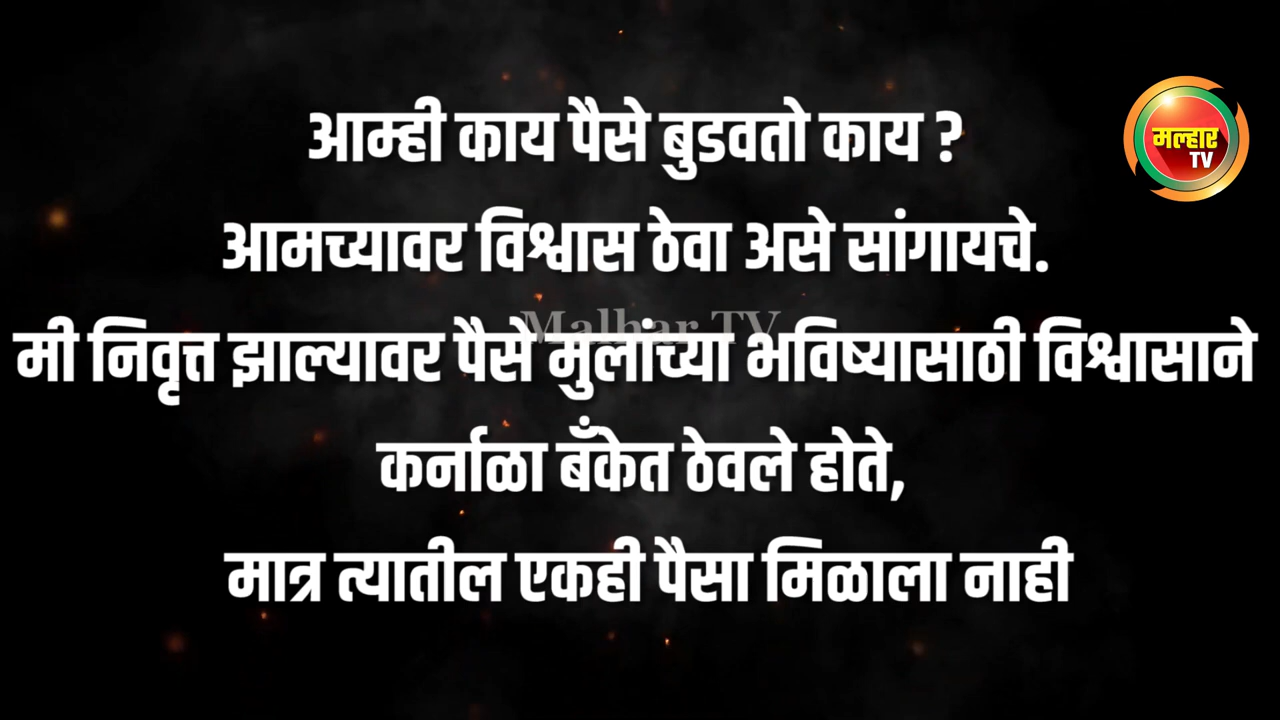 आम्ही काय पैसे बुडवतो काय ?
मल्हार
TV
आमच्यावर विश्वास ठेवा असे सांगायचे.
Malhar TV
मी निवृत्त झाल्यावर पैसे मुलांच्या भविष्यासाठी विश्वासाने
कर्नाळा बँकेत ठेवले होते,
मात्र त्यातील एकही पैसा मिळाला नाही